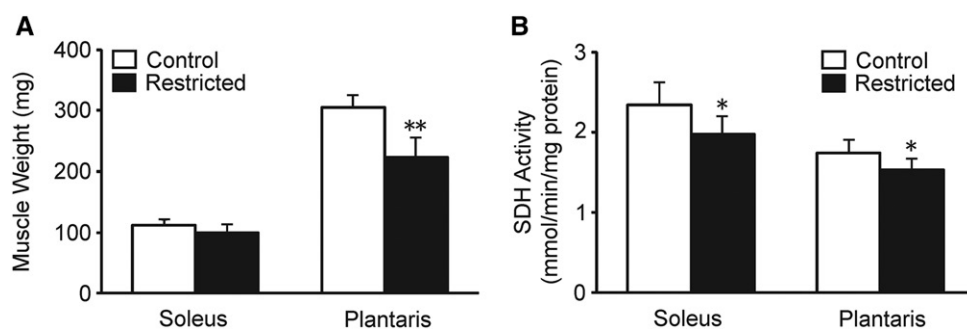 A
Muscle Weight (mg)
400
300
200
100
0
Control
Restricted
**
Soleus
Plantaris
B
SDH Activity
(mmol/min/mg protein)
3
2
1
0
Control
Restricted
*
*
Soleus
Plantaris